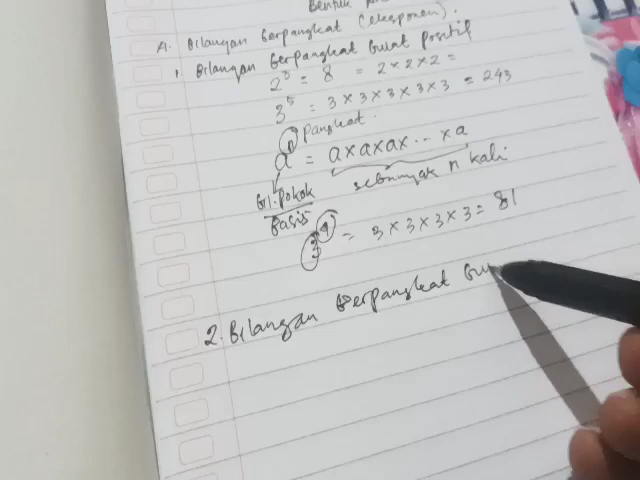 Bentuk
A. Bilangan berpangkat (eksponen).
1. Bilangan berpangkat bulat positif
2³ = 8 = 2 × 2 × 2 =
3⁵ = 3 × 3 × 3 × 3 × 3 = 243
n Pangkat.
a = a×a×a× ... × a
Bil. Pokok sebanyak n kali
Basis
3⁴ = 3 × 3 × 3 × 3 = 81
2. Bilangan berpangkat bu